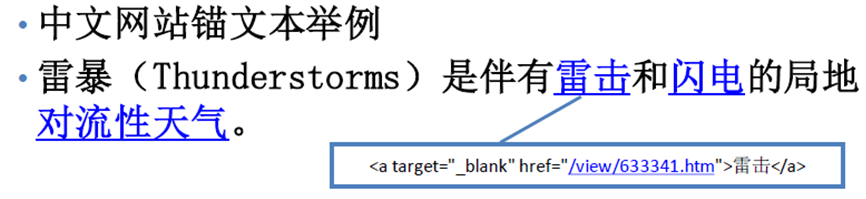 • 中文网站锚文本举例
• 雷暴（Thunderstorms）是伴有雷击和闪电的局地
对流性天气。
<a target="_blank" href="/view/633341.htm">雷击</a>